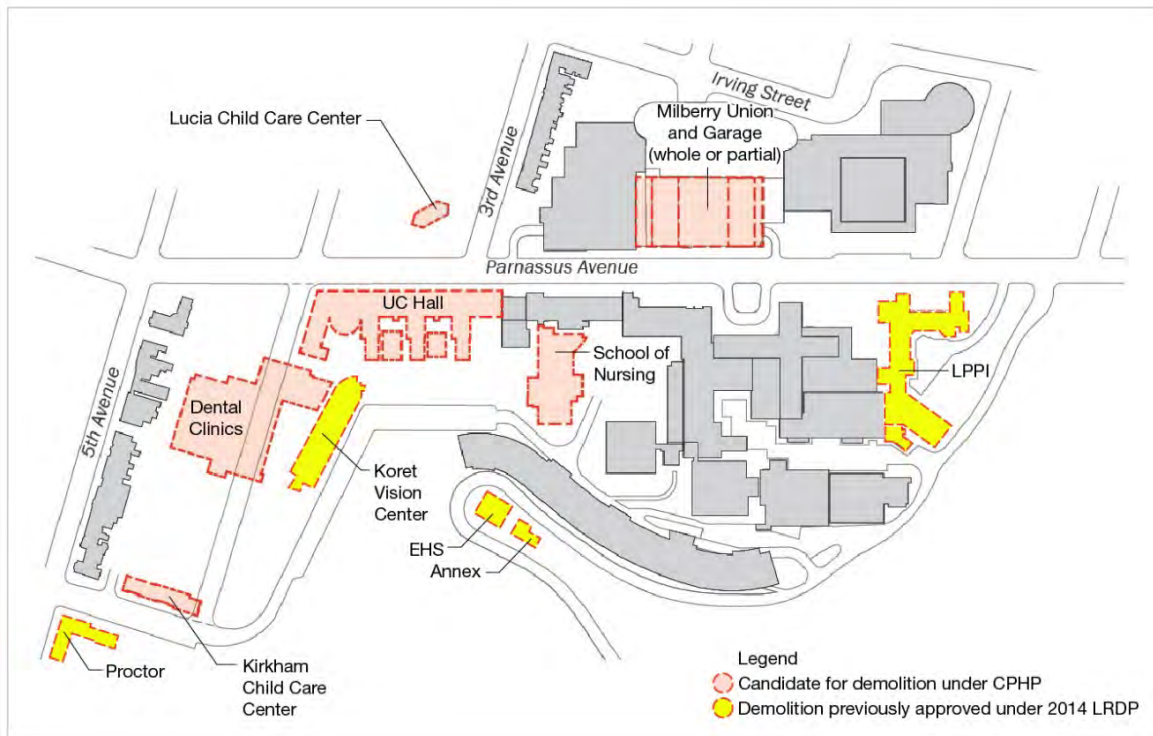 Irving Street
Lucia Child Care Center
3rd Avenue
Milberry Union
and Garage
(whole or partial)
Parnassus Avenue
UC Hall
School of
Nursing
LPPI
5th Avenue
Dental
Clinics
Koret
Vision
Center
EHS
Annex
Proctor
Kirkham
Child Care
Center
Legend
Candidate for demolition under CPHP
Demolition previously approved under 2014 LRDP